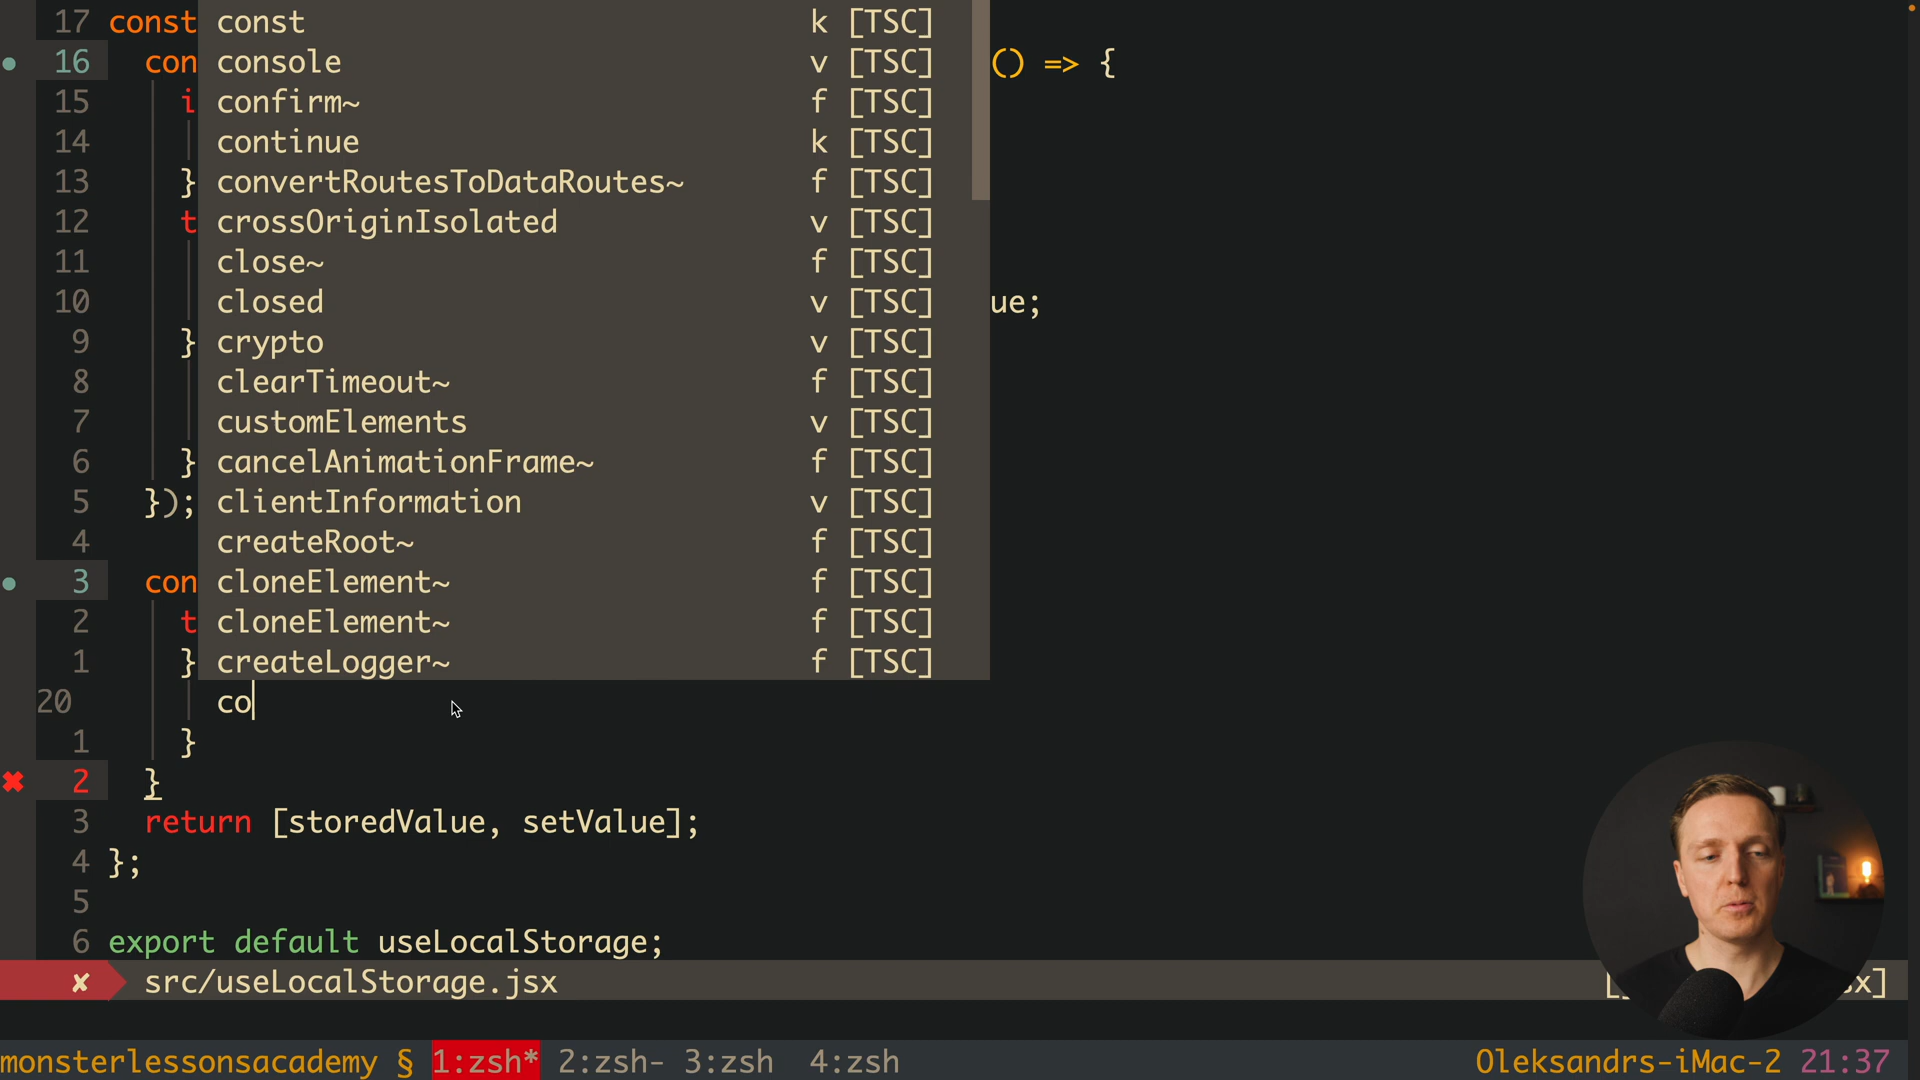 17 const const k [TSC]
16 con console v [TSC] () => {
15 i confirm~ f [TSC]
14 continue k [TSC]
13 } convertRoutesToDataRoutes~ f [TSC]
12 t crossOriginIsolated v [TSC]
11 close~ f [TSC]
10 closed v [TSC] ue;
9 } crypto v [TSC]
8 clearTimeout~ f [TSC]
7 customElements v [TSC]
6 } cancelAnimationFrame~ f [TSC]
5 }); clientInformation v [TSC]
4 createRoot~ f [TSC]
3 con cloneElement~ f [TSC]
2 t cloneElement~ f [TSC]
1 } createLogger~ f [TSC]
20 co
1 }
✖ 2 }
3 return [storedValue, setValue];
4 };
5
6 export default useLocalStorage;
✘ src/useLocalStorage.jsx [ sx]
monsterlessonsacademy § 1:zsh* 2:zsh- 3:zsh 4:zsh Oleksandrs-iMac-2 21:37